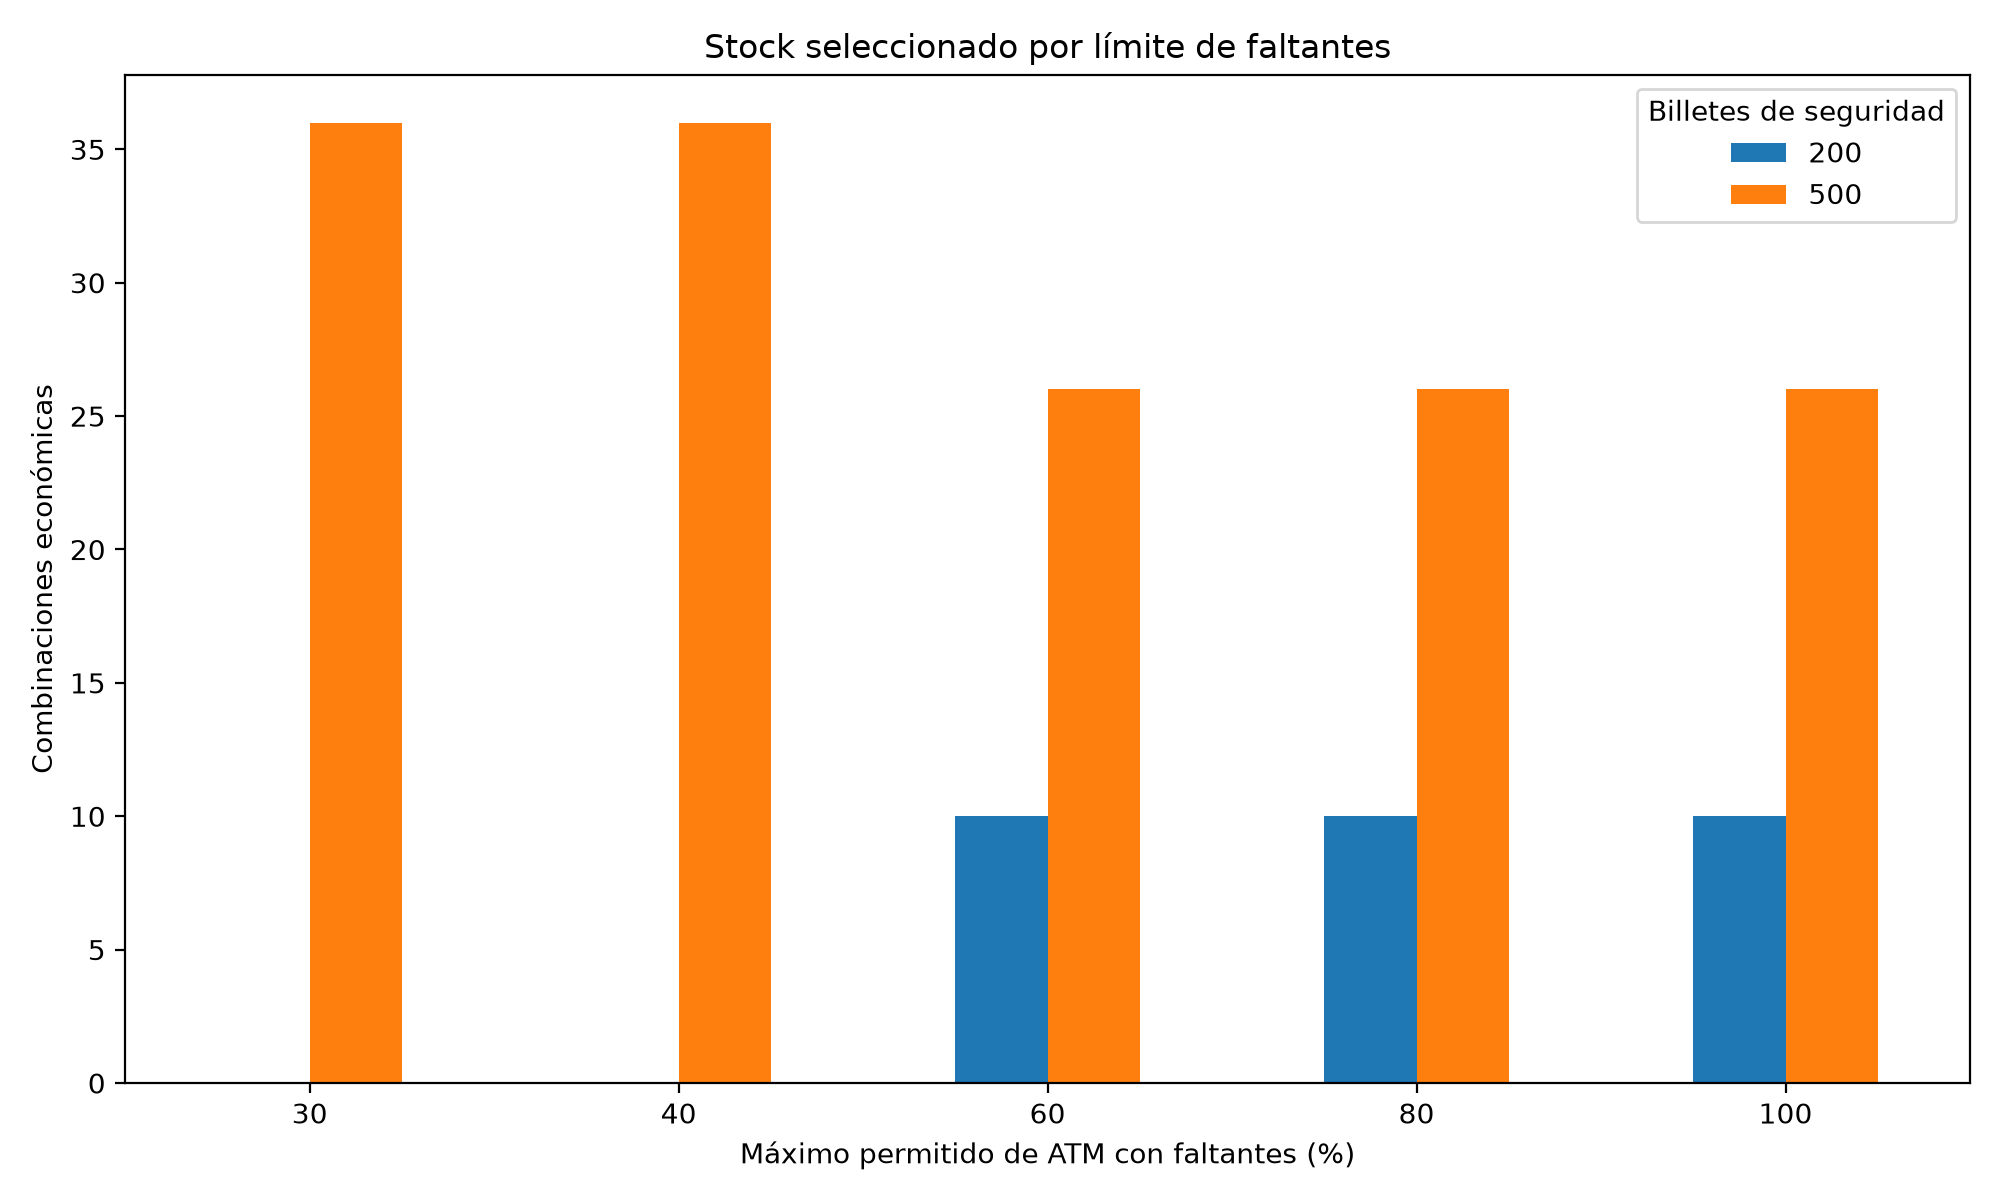 Stock seleccionado por límite de faltantes
Billetes de seguridad
200
500
Combinaciones económicas
35
30
25
20
15
10
5
0
30 40 60 80 100
Máximo permitido de ATM con faltantes (%)